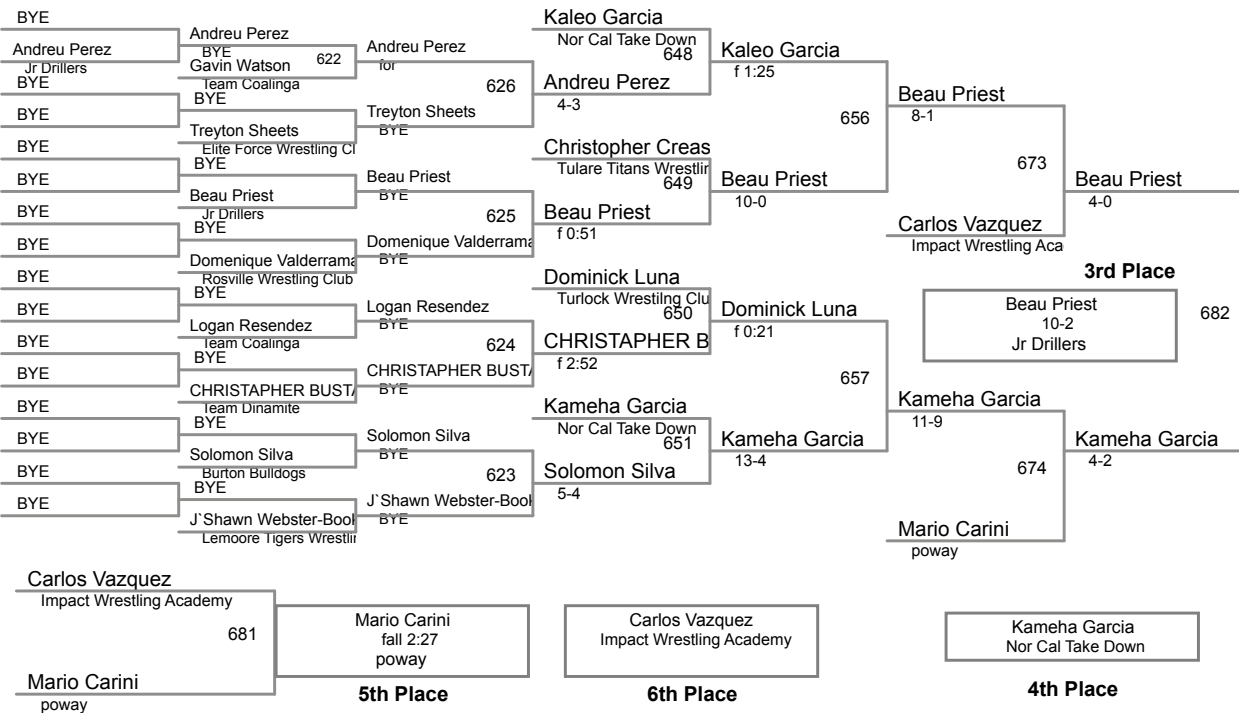 BYE
Andreu Perez
Jr Drillers
BYE
BYE
BYE
BYE
BYE
BYE
BYE
BYE
BYE
BYE
BYE
BYE
BYE
BYE
Andreu Perez
BYE
Gavin Watson
622
Team Coalinga
BYE
Treyton Sheets
Elite Force Wrestling Cl
BYE
Beau Priest
Jr Drillers
BYE
Domenique Valderrama
Rosville Wrestling Club
BYE
Logan Resendez
Team Coalinga
BYE
CHRISTAPHER BUSTA
Team Dinamite
BYE
Solomon Silva
Burton Bulldogs
BYE
J`Shawn Webster-Book
Lemoore Tigers Wrestlin
Andreu Perez
for
626
Treyton Sheets
BYE
Beau Priest
BYE
625
Domenique Valderrama
BYE
Logan Resendez
BYE
624
CHRISTAPHER BUSTA
BYE
Solomon Silva
BYE
623
J`Shawn Webster-Book
BYE
Kaleo Garcia
Nor Cal Take Down
648
Andreu Perez
4-3
Christopher Creas
Tulare Titans Wrestlin
649
Beau Priest
f 0:51
Dominick Luna
Turlock Wrestilng Clu
650
CHRISTAPHER B
f 2:52
Kameha Garcia
Nor Cal Take Down
651
Solomon Silva
5-4
Kaleo Garcia
f 1:25
656
Beau Priest
10-0
Dominick Luna
f 0:21
657
Kameha Garcia
13-4
Beau Priest
8-1
673
Carlos Vazquez
Impact Wrestling Aca
Kameha Garcia
11-9
674
Mario Carini
poway
Beau Priest
4-0
3rd Place
Beau Priest
10-2
Jr Drillers
682
Kameha Garcia
4-2
Carlos Vazquez
Impact Wrestling Academy
681
Mario Carini
poway
Mario Carini
fall 2:27
poway
5th Place
Carlos Vazquez
Impact Wrestling Academy
6th Place
Kameha Garcia
Nor Cal Take Down
4th Place